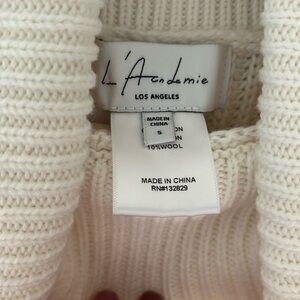 L'Academie
LOS ANGELES
MADE IN
CHINA
S
10%WOOL
MADE IN CHINA
RN#132829